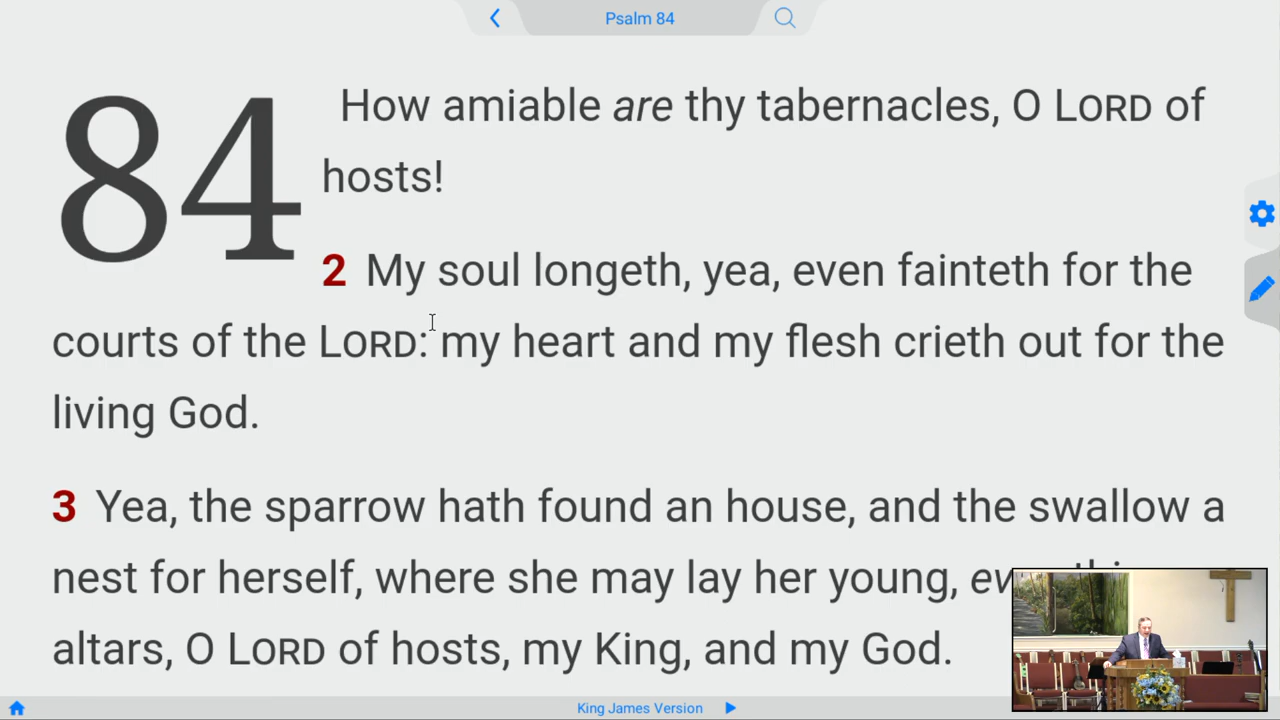 Psalm 84
84
How amiable are thy tabernacles, O LORD of
hosts!
2 My soul longeth, yea, even fainteth for the
courts of the LORD: my heart and my flesh crieth out for the
living God.
3 Yea, the sparrow hath found an house, and the swallow a
nest for herself, where she may lay her young,
altars, O LORD of hosts, my King, and my God.
King James Version